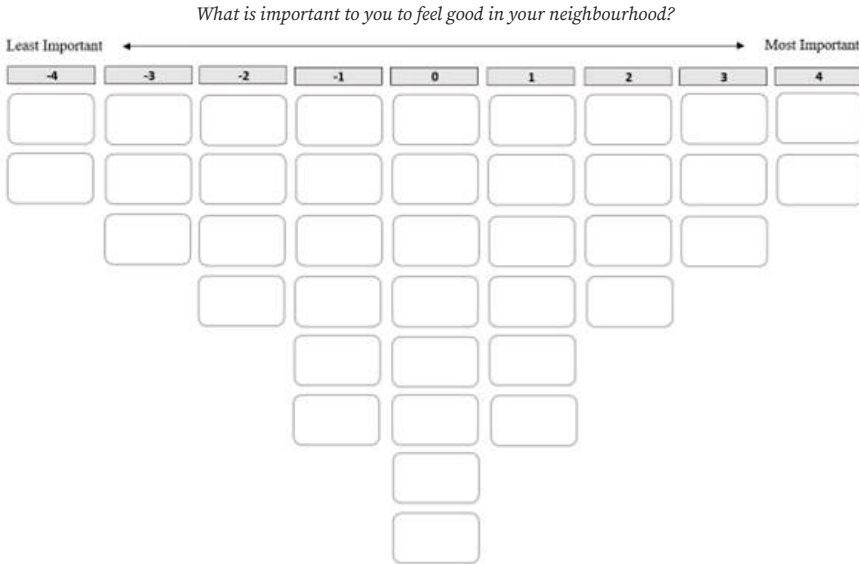 What is important to you to feel good in your neighbourhood?
Least Important Most Important
-4 -3 -2 -1 0 1 2 3 4